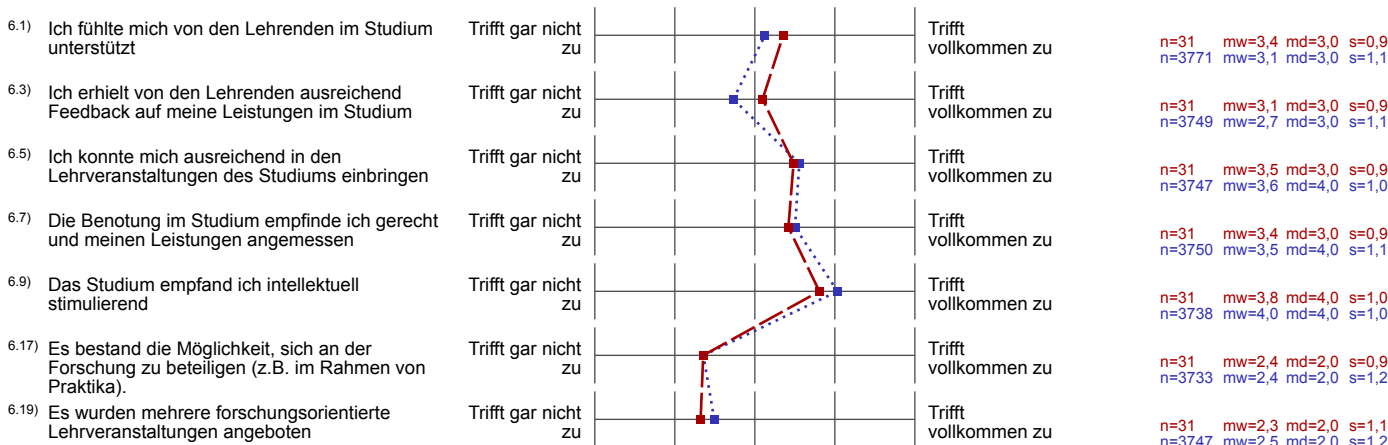 6.1) Ich fühlte mich von den Lehrenden im Studium unterstützt
Trifft gar nicht zu
Trifft vollkommen zu
n=31 mw=3,4 md=3,0 s=0,9
n=3771 mw=3,1 md=3,0 s=1,1
6.3) Ich erhielt von den Lehrenden ausreichend Feedback auf meine Leistungen im Studium
Trifft gar nicht zu
Trifft vollkommen zu
n=31 mw=3,1 md=3,0 s=0,9
n=3749 mw=2,7 md=3,0 s=1,1
6.5) Ich konnte mich ausreichend in den Lehrveranstaltungen des Studiums einbringen
Trifft gar nicht zu
Trifft vollkommen zu
n=31 mw=3,5 md=3,0 s=0,9
n=3747 mw=3,6 md=4,0 s=1,0
6.7) Die Benotung im Studium empfinde ich gerecht und meinen Leistungen angemessen
Trifft gar nicht zu
Trifft vollkommen zu
n=31 mw=3,4 md=3,0 s=0,9
n=3750 mw=3,5 md=4,0 s=1,1
6.9) Das Studium empfand ich intellektuell stimulierend
Trifft gar nicht zu
Trifft vollkommen zu
n=31 mw=3,8 md=4,0 s=1,0
n=3738 mw=4,0 md=4,0 s=1,0
6.17) Es bestand die Möglichkeit, sich an der Forschung zu beteiligen (z.B. im Rahmen von Praktika).
Trifft gar nicht zu
Trifft vollkommen zu
n=31 mw=2,4 md=2,0 s=0,9
n=3733 mw=2,4 md=2,0 s=1,2
6.19) Es wurden mehrere forschungsorientierte Lehrveranstaltungen angeboten
Trifft gar nicht zu
Trifft vollkommen zu
n=31 mw=2,3 md=2,0 s=1,1
n=3747 mw=2,5 md=2,0 s=1,2